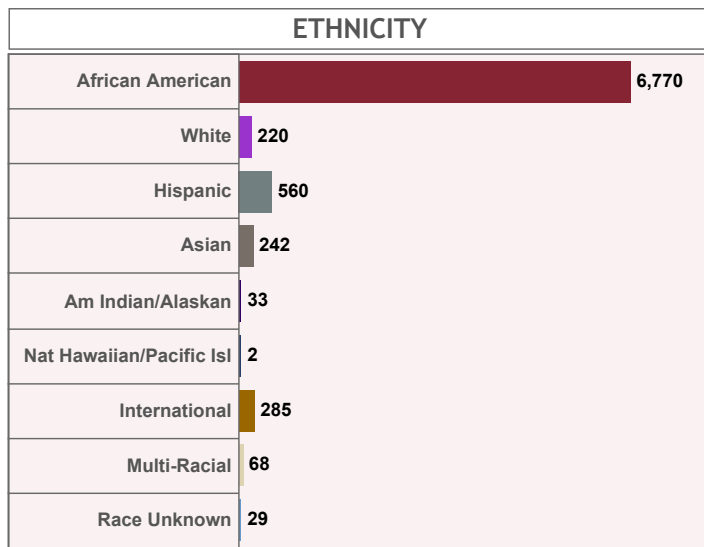 ETHNICITY
African American 6,770
White 220
Hispanic 560
Asian 242
Am Indian/Alaskan 33
Nat Hawaiian/Pacific Isl 2
International 285
Multi-Racial 68
Race Unknown 29